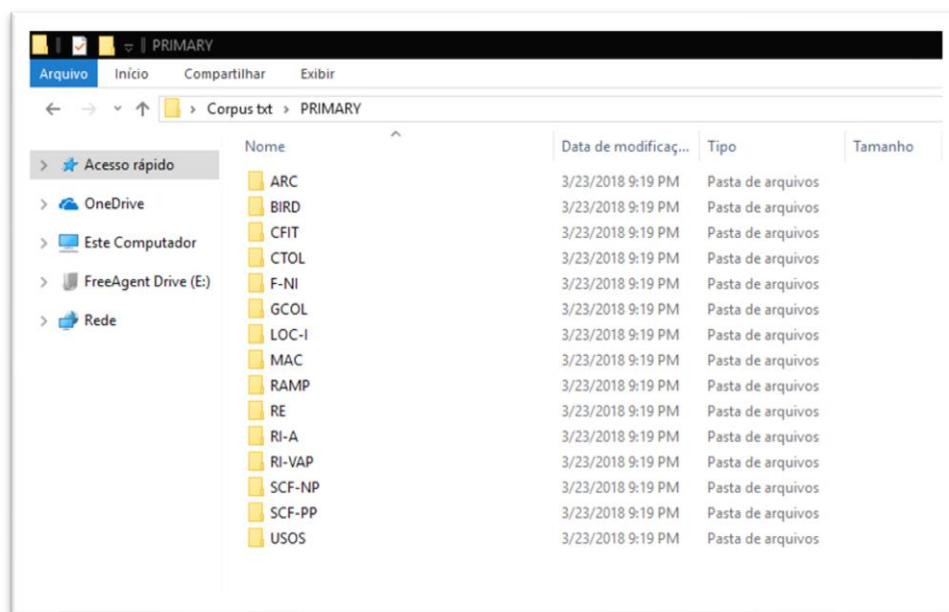 PRIMARY
Arquivo Início Compartilhar Exibir
Corpus txt PRIMARY
Nome Data de modificaç... Tipo Tamanho
Acesso rápido
OneDrive
Este Computador
FreeAgent Drive (E:)
Rede
ARC 3/23/2018 9:19 PM Pasta de arquivos
BIRD 3/23/2018 9:19 PM Pasta de arquivos
CFIT 3/23/2018 9:19 PM Pasta de arquivos
CTOL 3/23/2018 9:19 PM Pasta de arquivos
F-NI 3/23/2018 9:19 PM Pasta de arquivos
GCOL 3/23/2018 9:19 PM Pasta de arquivos
LOC-I 3/23/2018 9:19 PM Pasta de arquivos
MAC 3/23/2018 9:19 PM Pasta de arquivos
RAMP 3/23/2018 9:19 PM Pasta de arquivos
RE 3/23/2018 9:19 PM Pasta de arquivos
RI-A 3/23/2018 9:19 PM Pasta de arquivos
RI-VAP 3/23/2018 9:19 PM Pasta de arquivos
SCF-NP 3/23/2018 9:19 PM Pasta de arquivos
SCF-PP 3/23/2018 9:19 PM Pasta de arquivos
USOS 3/23/2018 9:19 PM Pasta de arquivos